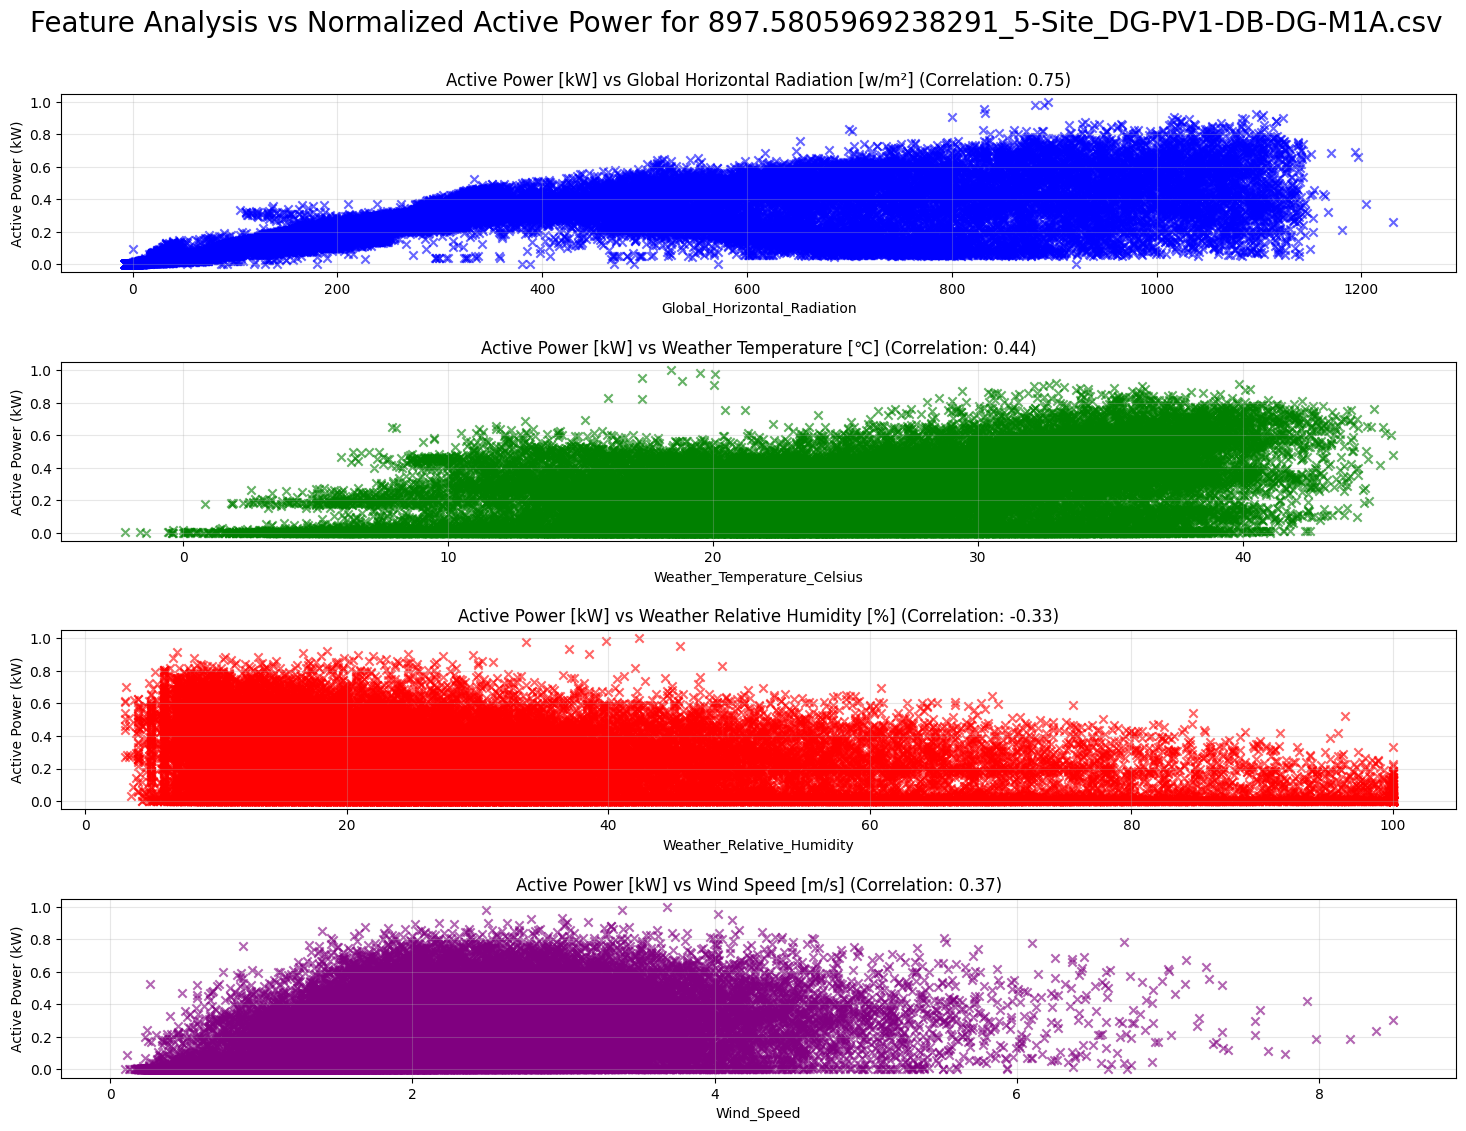 Feature Analysis vs Normalized Active Power for 897.5805969238291_5-Site_DG-PV1-DB-DG-M1A.csv
Active Power [kW] vs Global Horizontal Radiation [w/m²] (Correlation: 0.75)
Active Power (kW)
1.0
0.8
0.6
0.4
0.2
0.0
0 200 400 600 800 1000 1200
Global_Horizontal_Radiation
Active Power [kW] vs Weather Temperature [℃] (Correlation: 0.44)
Active Power (kW)
1.0
0.8
0.6
0.4
0.2
0.0
0 10 20 30 40
Weather_Temperature_Celsius
Active Power [kW] vs Weather Relative Humidity [%] (Correlation: -0.33)
Active Power (kW)
1.0
0.8
0.6
0.4
0.2
0.0
0 20 40 60 80 100
Weather_Relative_Humidity
Active Power [kW] vs Wind Speed [m/s] (Correlation: 0.37)
Active Power (kW)
1.0
0.8
0.6
0.4
0.2
0.0
0 2 4 6 8
Wind_Speed